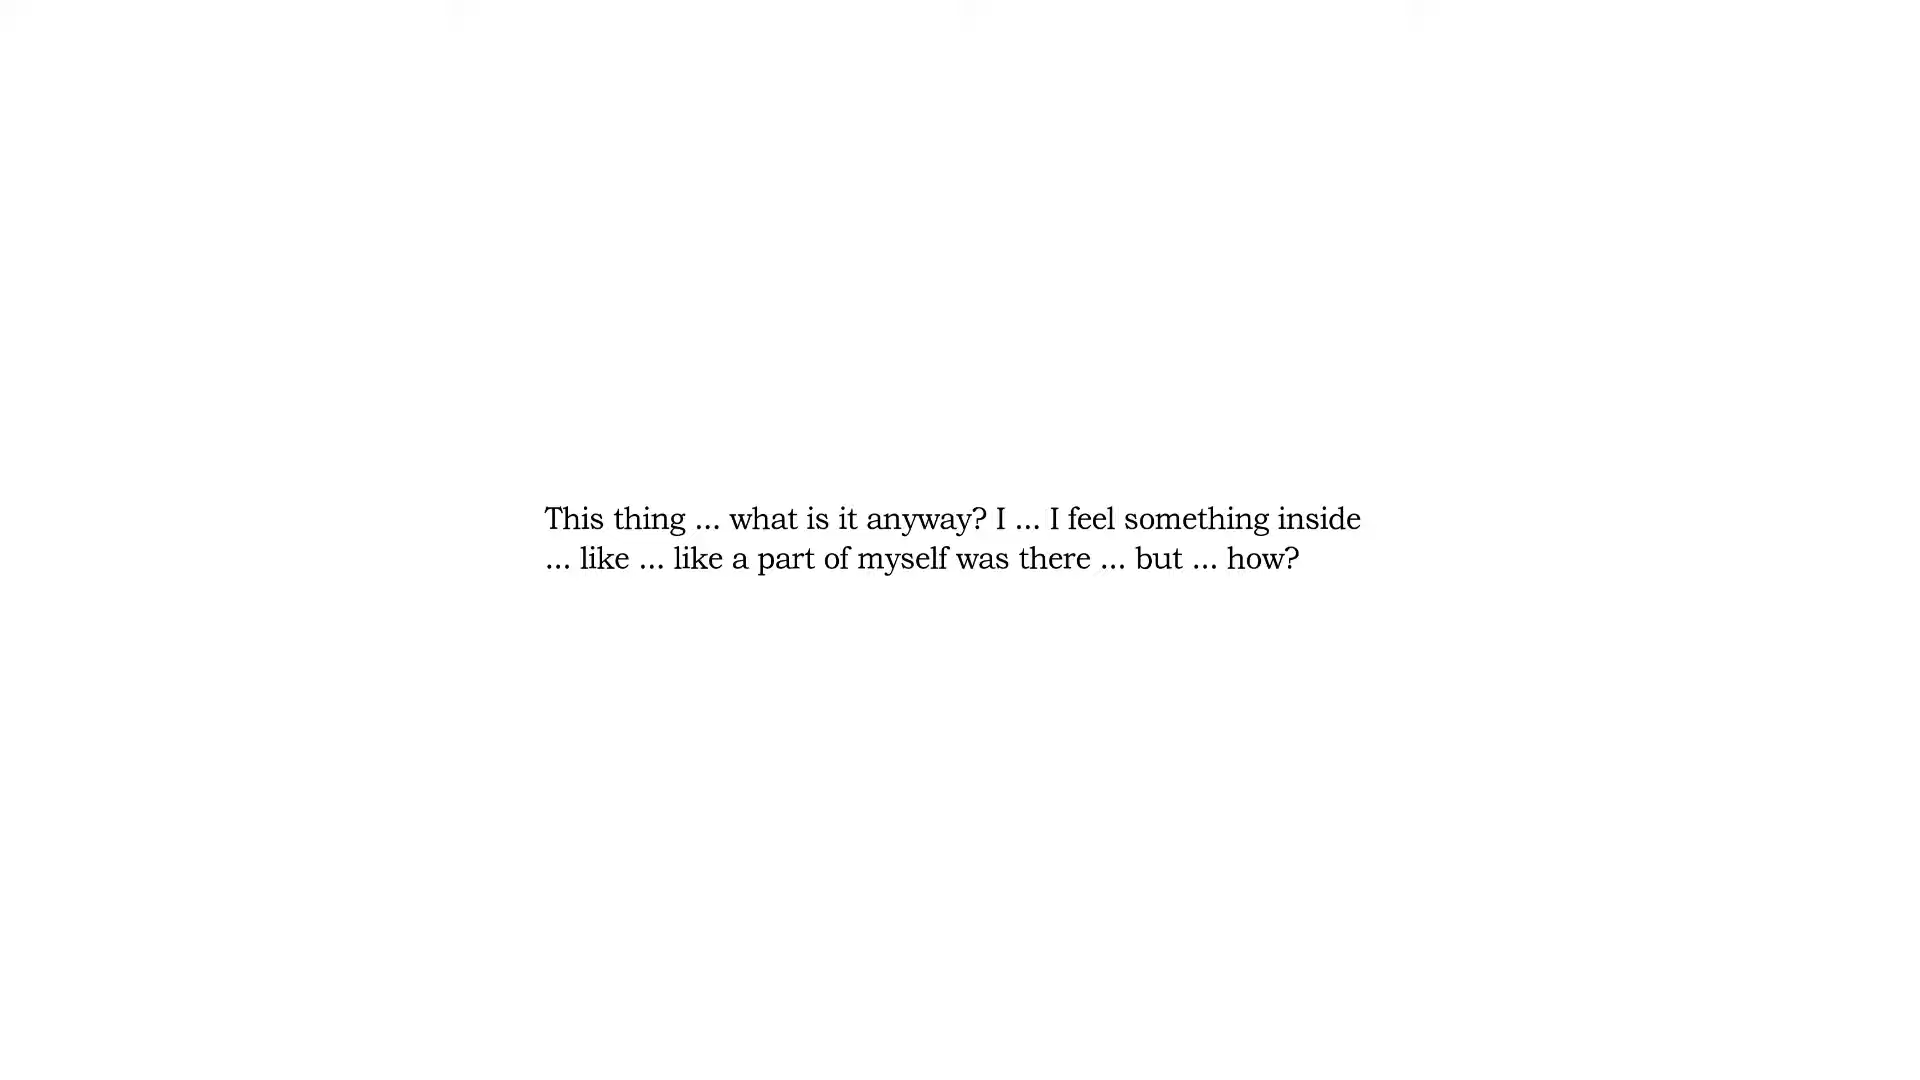 This thing ... what is it anyway? I ... I feel something inside
... like ... like a part of myself was there ... but ... how?